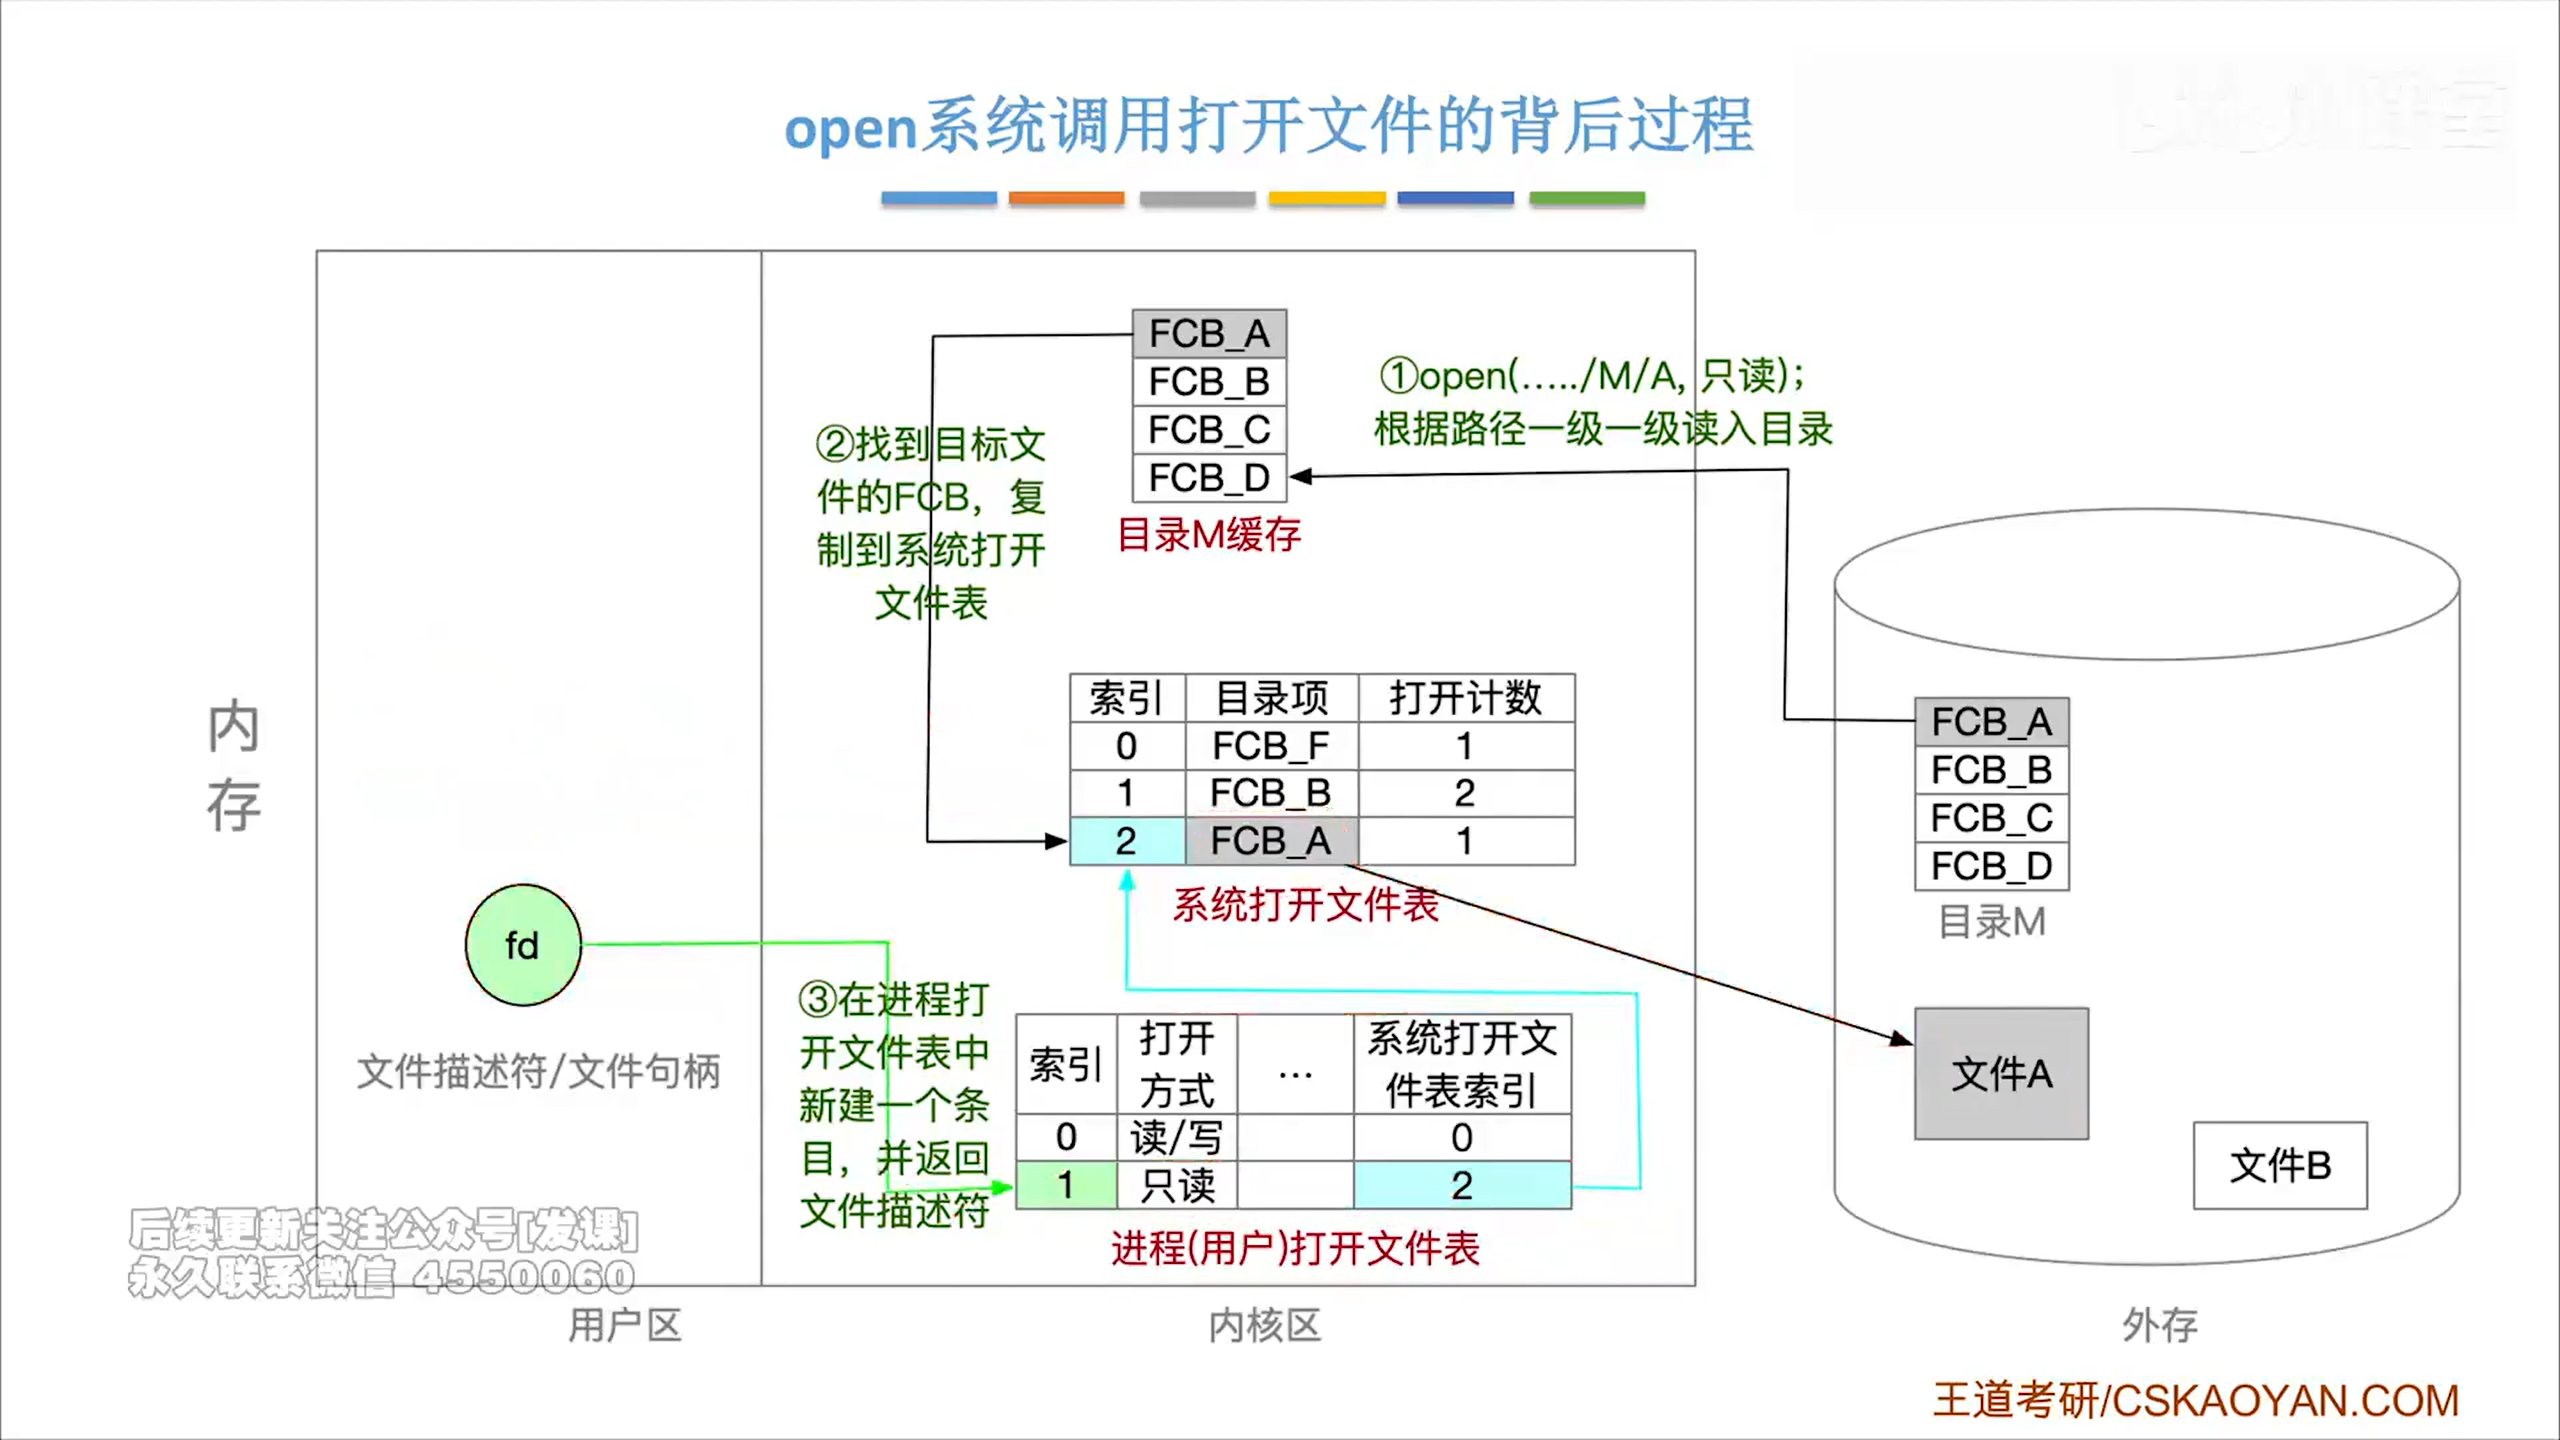 open系统调用打开文件的背后过程
FCB_A
FCB_B
FCB_C
FCB_D
目录M缓存
①open(...../M/A, 只读);
根据路径一级一级读入目录
②找到目标文
件的FCB，复
制到系统打开
文件表
内
存
索引 目录项 打开计数
0 FCB_F 1
1 FCB_B 2
2 FCB_A 1
系统打开文件表
FCB_A
FCB_B
FCB_C
FCB_D
目录M
fd
文件描述符/文件句柄
③在进程打
开文件表中
新建一个条
目，并返回
文件描述符
索引 打开方式 ... 系统打开文件表索引
0 读/写 0
1 只读 2
进程(用户)打开文件表
文件A
文件B
后续更新关注公众号[发课]
永久联系微信 4550060
用户区
内核区
外存
王道考研/CSKAOYAN.COM